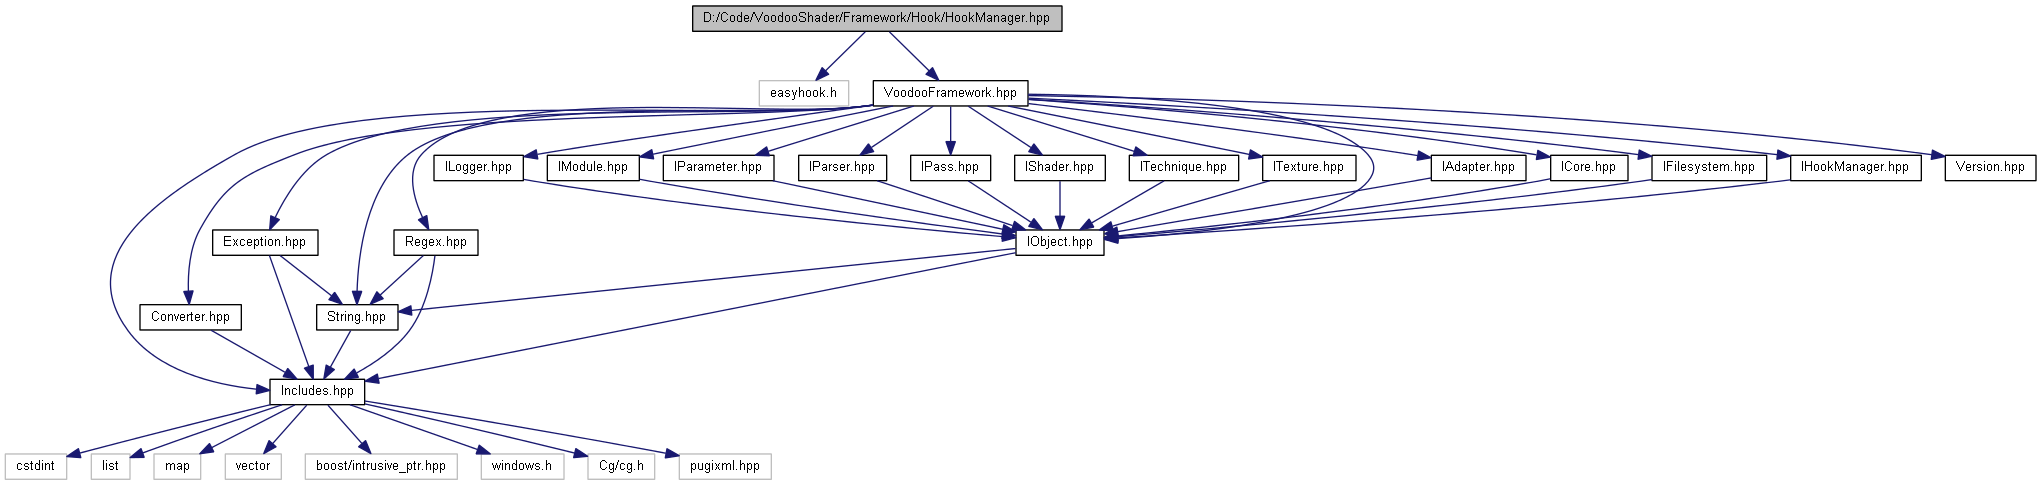 D:/Code/VoodooShader/Framework/Hook/HookManager.hpp
easyhook.h
VoodooFramework.hpp
ILogger.hpp
IModule.hpp
IParameter.hpp
IParser.hpp
IPass.hpp
IShader.hpp
ITechnique.hpp
ITexture.hpp
IAdapter.hpp
ICore.hpp
IFilesystem.hpp
IHookManager.hpp
Version.hpp
Exception.hpp
Regex.hpp
IObject.hpp
Converter.hpp
String.hpp
Includes.hpp
cstdint
list
map
vector
boost/intrusive_ptr.hpp
windows.h
Cg/cg.h
pugixml.hpp